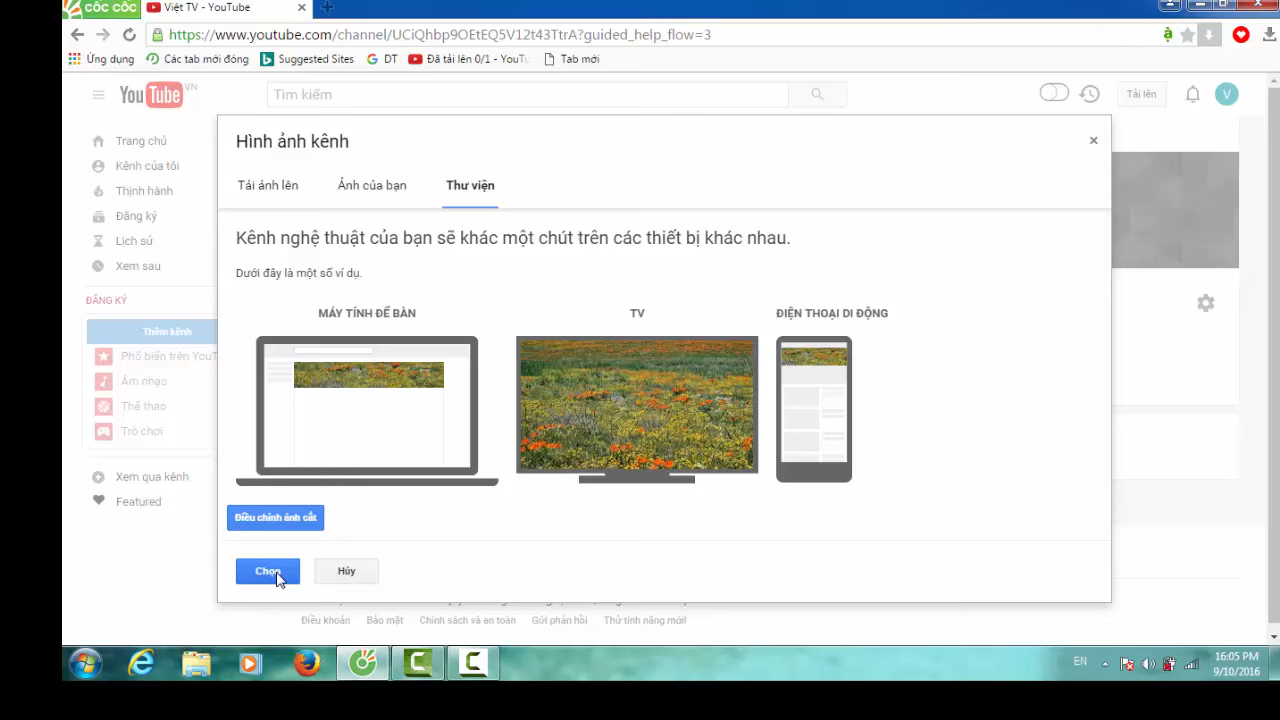 CỐC CỐC
Việt TV - YouTube
https://www.youtube.com/channel/UCiQhbp9OEtEQ5V12t43TtrA?guided_help_flow=3
Ứng dụng
Các tab mới đóng
Suggested Sites
DT
Đã tải lên 0/1 - YouTu
Tab mới
YouTube VN
Tìm kiếm
Tải lên
V
Trang chủ
Kênh của tôi
Thịnh hành
Đăng ký
Lịch sử
Xem sau
ĐĂNG KÝ
Thêm kênh
Phổ biến trên YouT
Âm nhạc
Thể thao
Trò chơi
Xem qua kênh
Featured
Hình ảnh kênh
Tải ảnh lên
Ảnh của bạn
Thư viện
Kênh nghệ thuật của bạn sẽ khác một chút trên các thiết bị khác nhau.
Dưới đây là một số ví dụ.
MÁY TÍNH ĐỂ BÀN
TV
ĐIỆN THOẠI DI ĐỘNG
Điều chỉnh ảnh cắt
Chọn
Hủy
Điều khoản
Bảo mật
Chính sách và an toàn
Gửi phản hồi
Thử tính năng mới!
EN
16:05 PM
9/10/2016